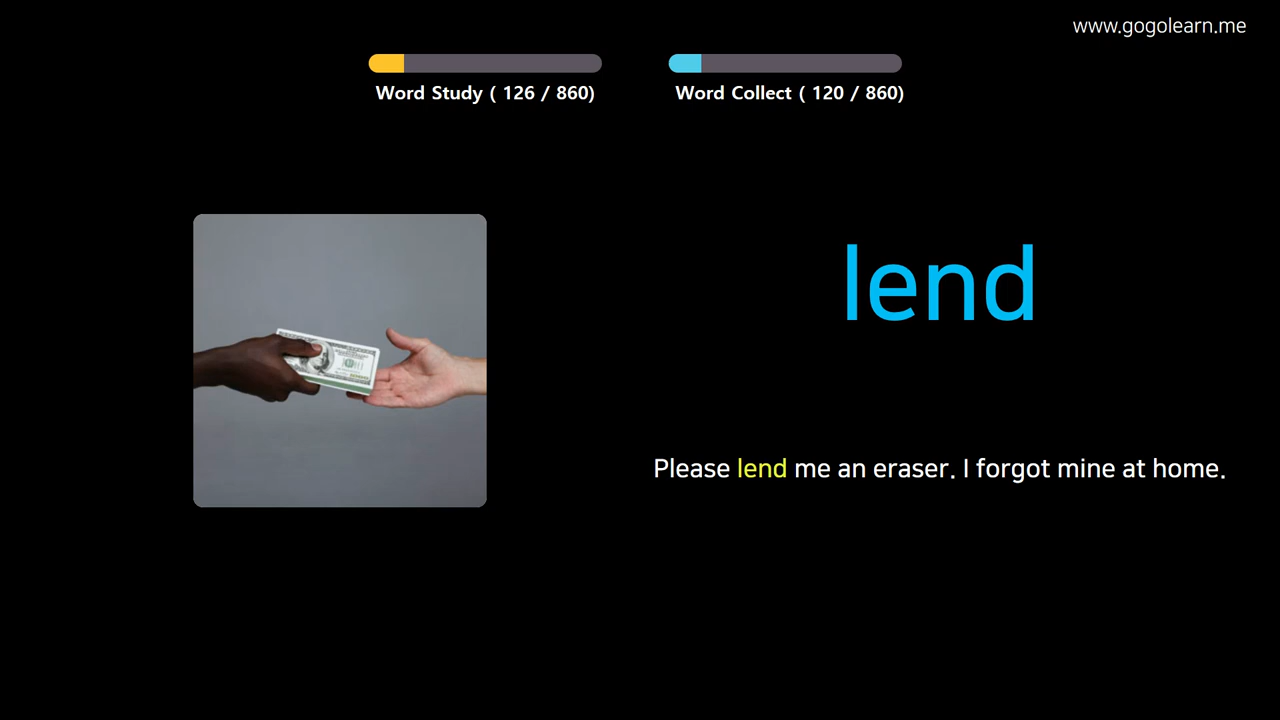 www.gogolearn.me
Word Study ( 126 / 860)
Word Collect ( 120 / 860)
lend
Please lend me an eraser. I forgot mine at home.